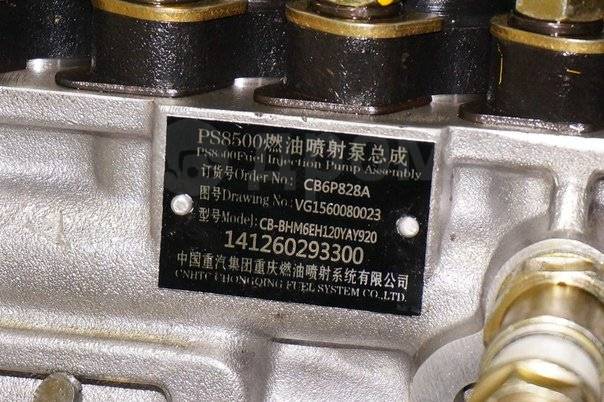 PS8500燃油喷射泵总成
PS8500Fuel Injection Pump Assembly
订货号Order No.: CB6P828A
图号Drawing No.: VG1560080023
型号Model: CB-BHM6EH120YAY920
141260293300
中国重汽集团重庆燃油喷射系统有限公司
CNHTC CHONGQING FUEL SYSTEM CO.,LTD.